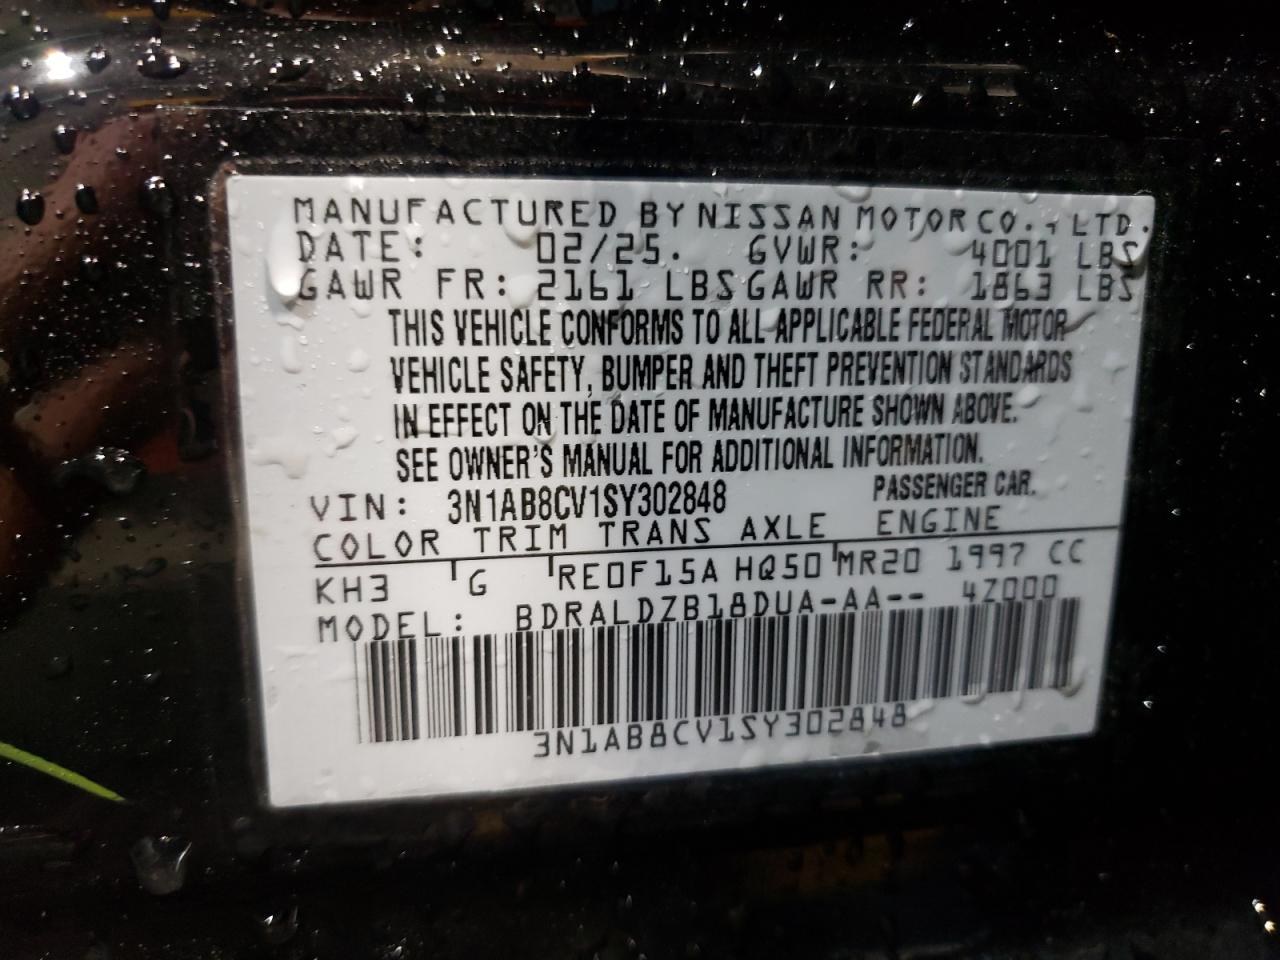 MANUFACTURED BY NISSAN MOTOR CO., LTD.
DATE: 02/25. GVWR: 4001 LBS
GAWR FR: 2161 LBS GAWR RR: 1863 LBS
THIS VEHICLE CONFORMS TO ALL APPLICABLE FEDERAL MOTOR
VEHICLE SAFETY, BUMPER AND THEFT PREVENTION STANDARDS
IN EFFECT ON THE DATE OF MANUFACTURE SHOWN ABOVE.
SEE OWNER'S MANUAL FOR ADDITIONAL INFORMATION.
VIN: 3N1AB8CV1SY302848 PASSENGER CAR.
COLOR TRIM TRANS AXLE ENGINE
KH3 G RE0F15A HQ50 MR20 1997 CC
MODEL: BDRALDZB18DUA-AA-- 4Z000
3N1AB8CV1SY302848